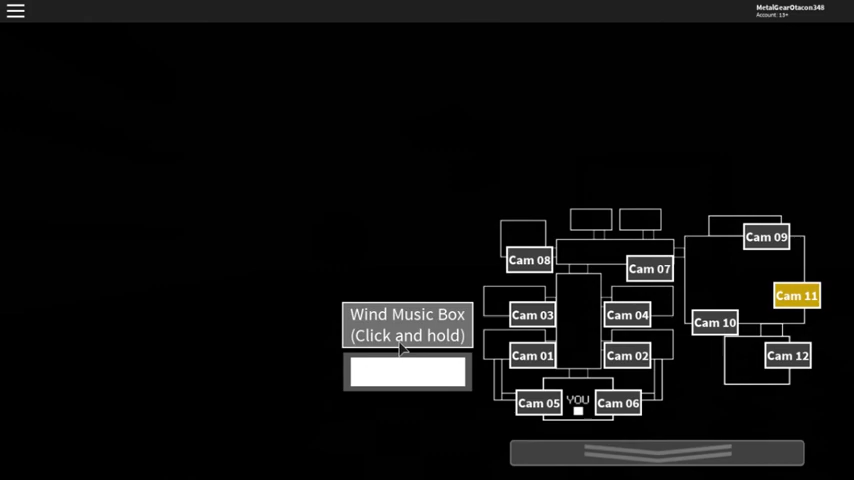 MetalGearOtacon348
Account: 13+
Cam 09
Cam 08
Cam 07
Cam 11
Wind Music Box
(Click and hold)
Cam 03
Cam 04
Cam 10
Cam 01
Cam 02
Cam 12
Cam 05
YOU
Cam 06